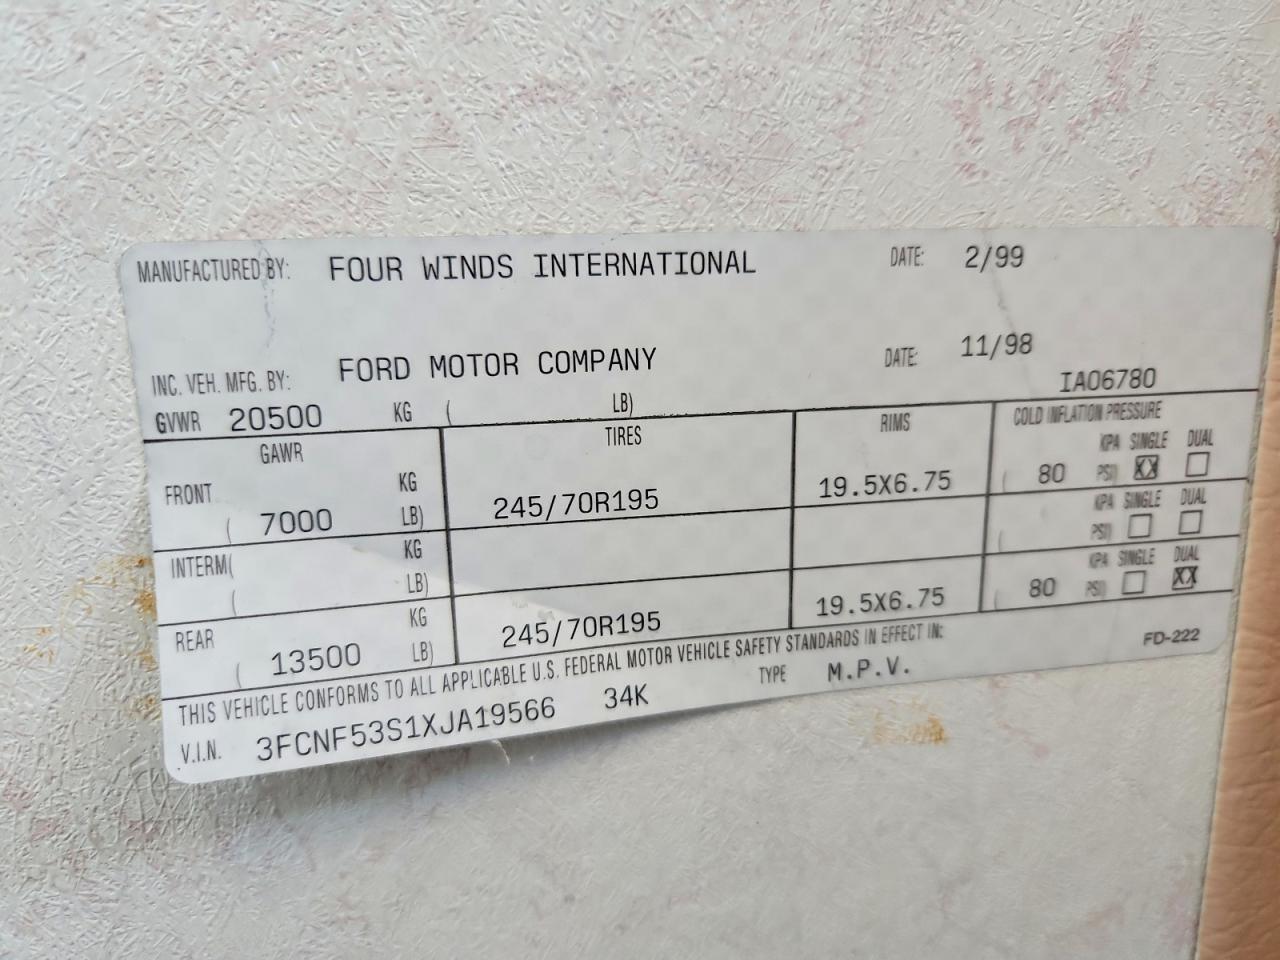 MANUFACTURED BY: FOUR WINDS INTERNATIONAL DATE: 2/99
INC. VEH. MFG. BY: FORD MOTOR COMPANY DATE: 11/98
IA06780
GVWR 20500 KG ( LB)
GAWR TIRES RIMS COLD INFLATION PRESSURE
FRONT KG KPA SINGLE DUAL
( 7000 LB) 245/70R195 19.5X6.75 ( 80 PSI) XX
INTERM( KG KPA SINGLE DUAL
( LB) ( PSI)
REAR KG KPA SINGLE DUAL
( 13500 LB) 245/70R195 19.5X6.75 ( 80 PSI) XX
THIS VEHICLE CONFORMS TO ALL APPLICABLE U.S. FEDERAL MOTOR VEHICLE SAFETY STANDARDS IN EFFECT IN: FD-222
V.I.N. 3FCNF53S1XJA19566 34K TYPE M.P.V.